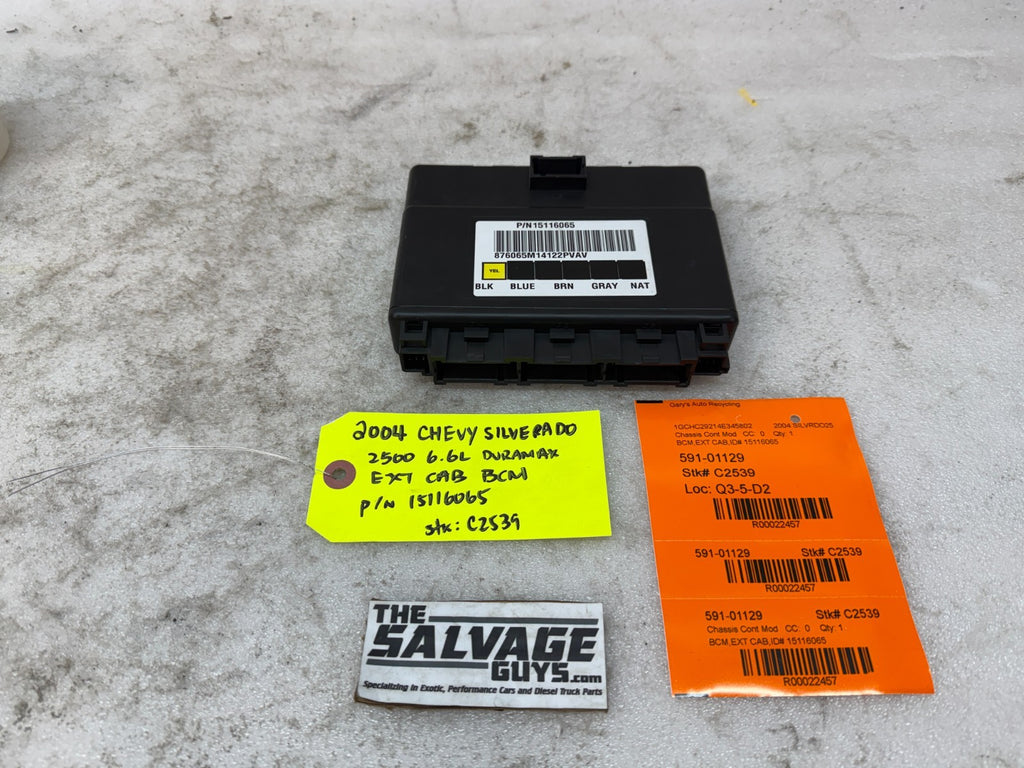 P/N15116065
876065M14122PVAV
YEL
BLK BLUE BRN GRAY NAT
2004 CHEVY SILVERADO
2500 6.6L DURAMAX
EXT CAB BCM
P/N 15116065
stk: C2539
THE
SALVAGE
GUYS.com
Specializing in Exotic, Performance Cars and Diesel Truck Parts
Gary's Auto Recycling
1GCHC29214E345802 2004 SILVRDO25
Chassis Cont Mod CC: 0 Qty: 1
BCM,EXT CAB,ID# 15116065
591-01129
Stk# C2539
Loc: Q3-5-D2
R00022457
591-01129 Stk# C2539
R00022457
591-01129 Stk# C2539
Chassis Cont Mod CC: 0 Qty: 1
BCM,EXT CAB,ID# 15116065
R00022457